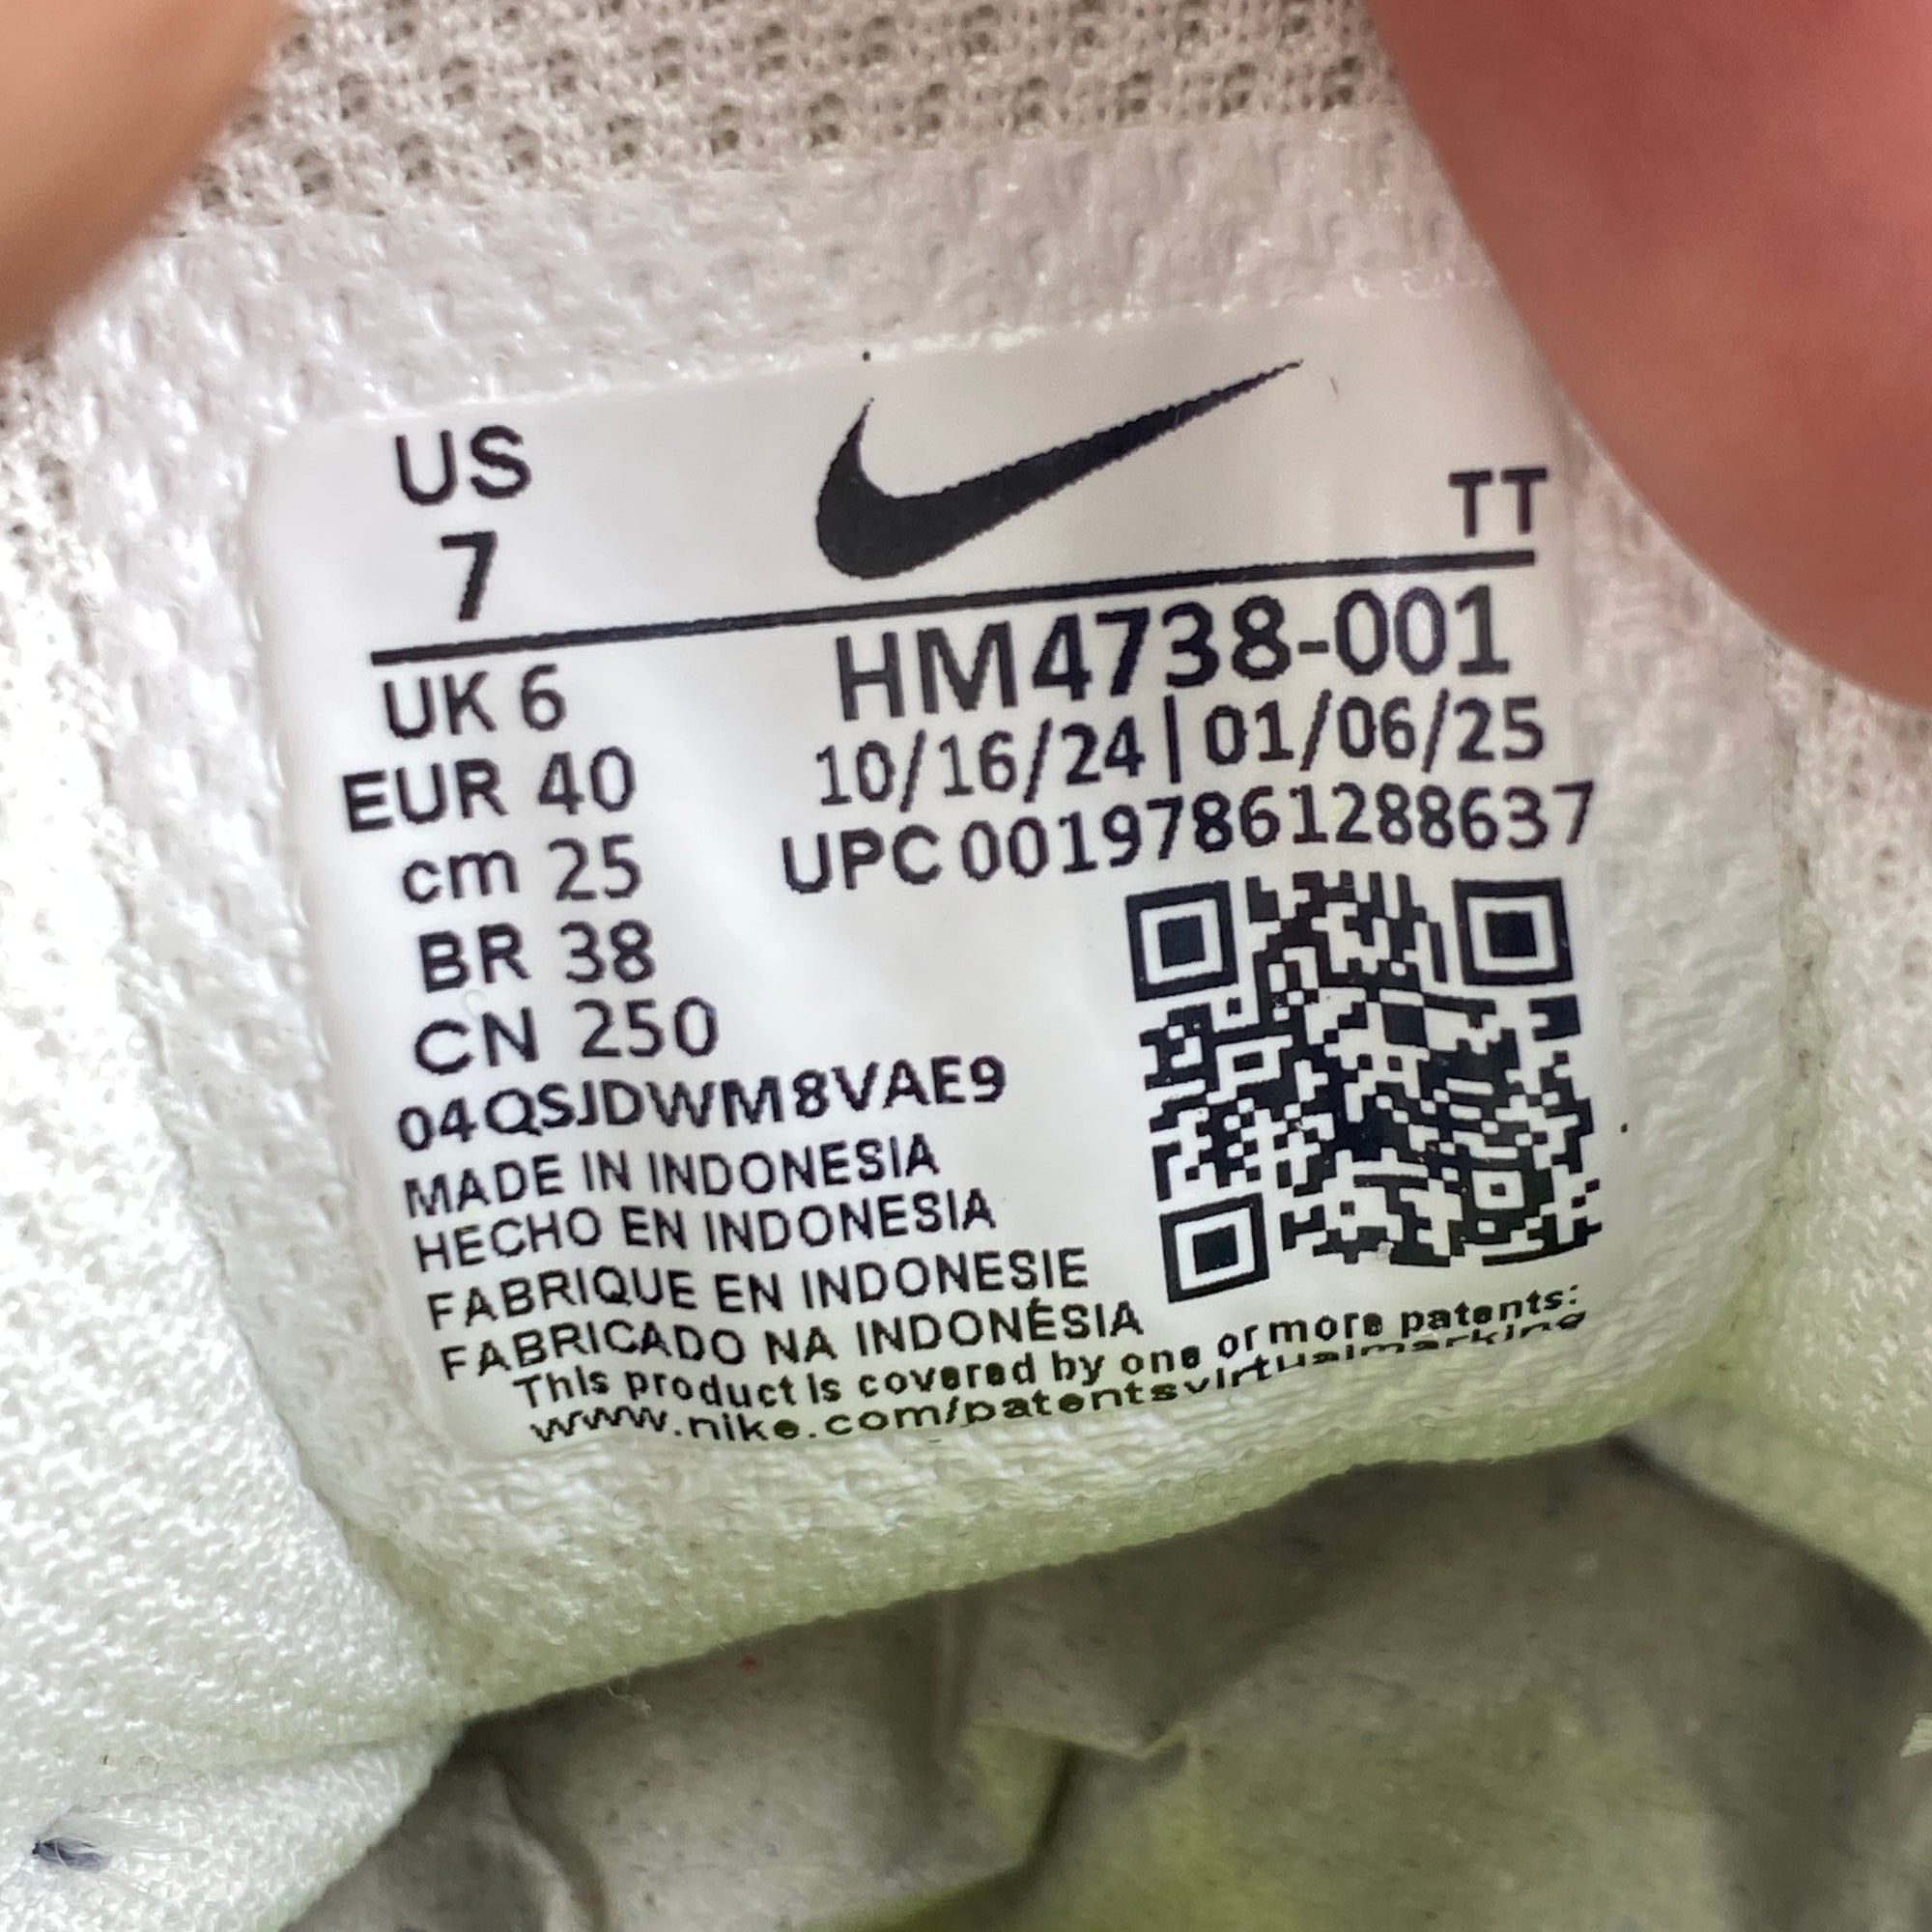 US
7
TT
UK 6
EUR 40
cm 25
BR 38
CN 250
HM4738-001
10/16/24 | 01/06/25
UPC 00197861288637
04QSJDWM8VAE9
MADE IN INDONESIA
HECHO EN INDONESIA
FABRIQUE EN INDONESIE
FABRICADO NA INDONÉSIA
This product is covered by one or more patents:
www.nike.com/patentsvirtualmarking